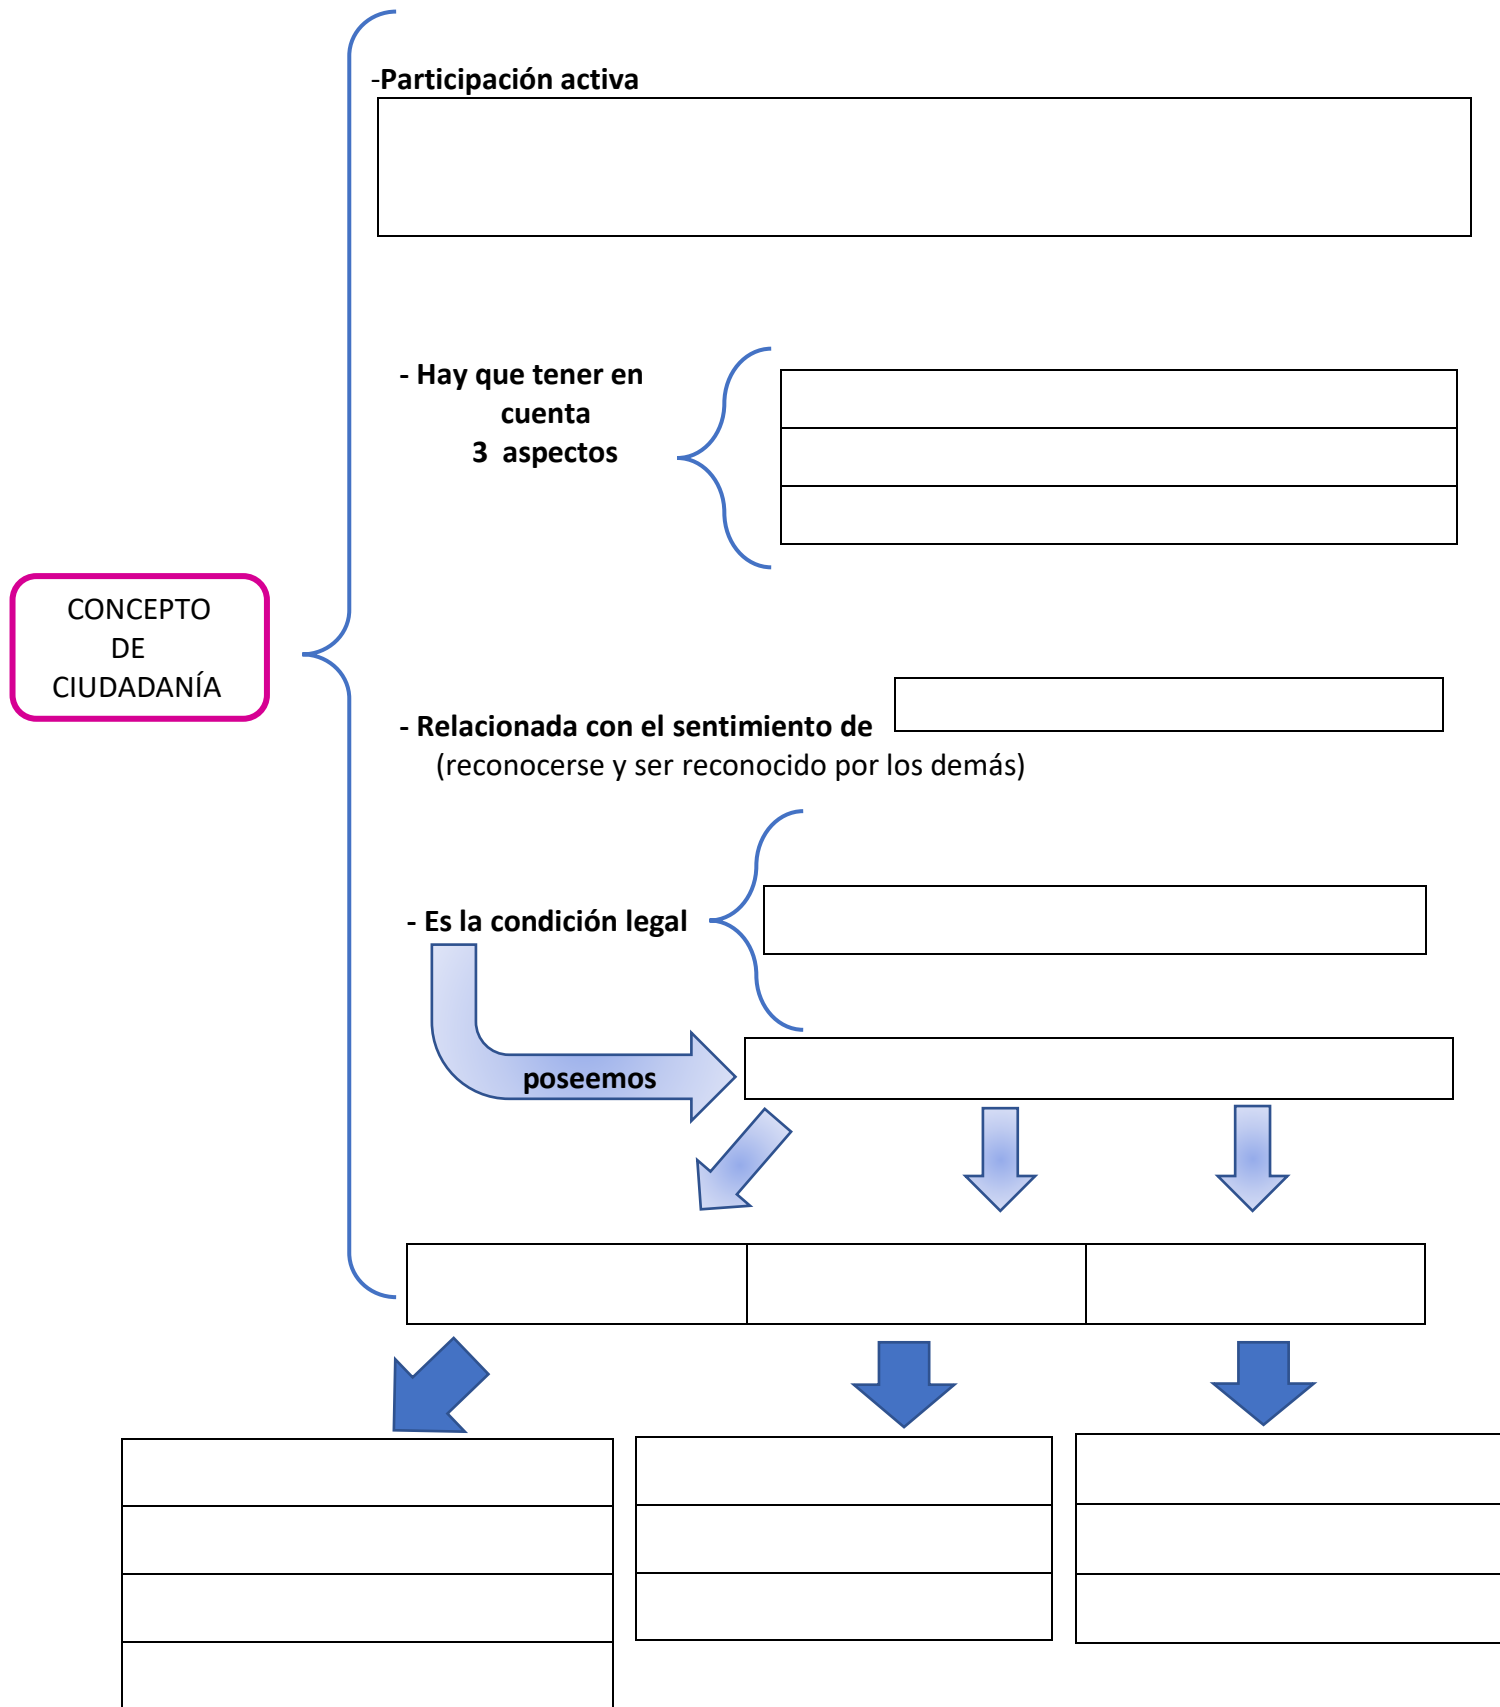 -Participación activa
- Hay que tener en
cuenta
3 aspectos
CONCEPTO
DE
CIUDADANÍA
- Relacionada con el sentimiento de
(reconocerse y ser reconocido por los demás)
- Es la condición legal
poseemos